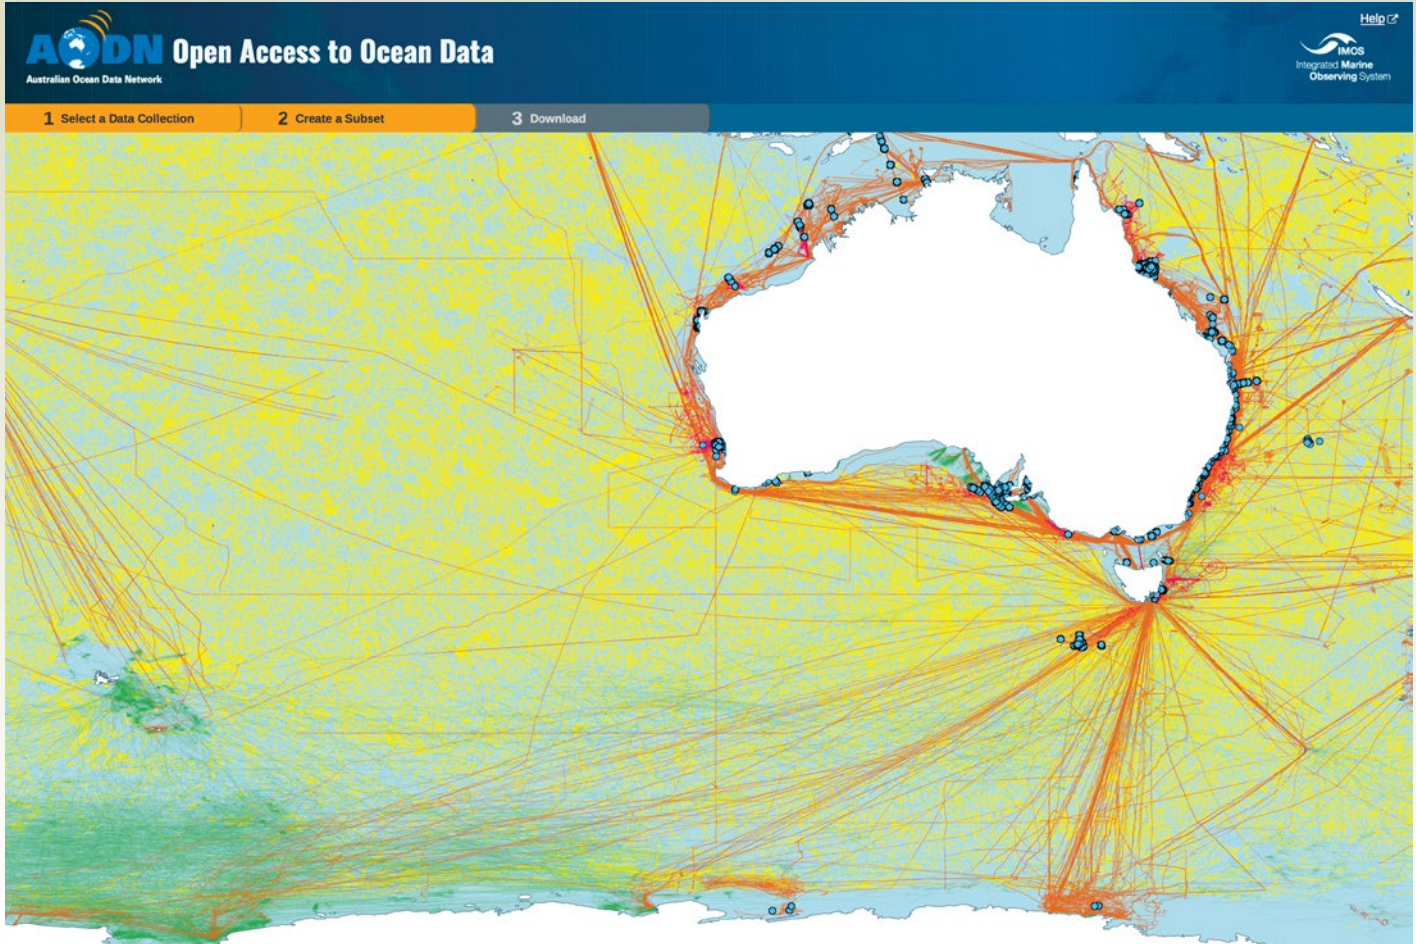 Help
AODN
Open Access to Ocean Data
Australian Ocean Data Network
IMOS
Integrated Marine
Observing System
1 Select a Data Collection
2 Create a Subset
3 Download